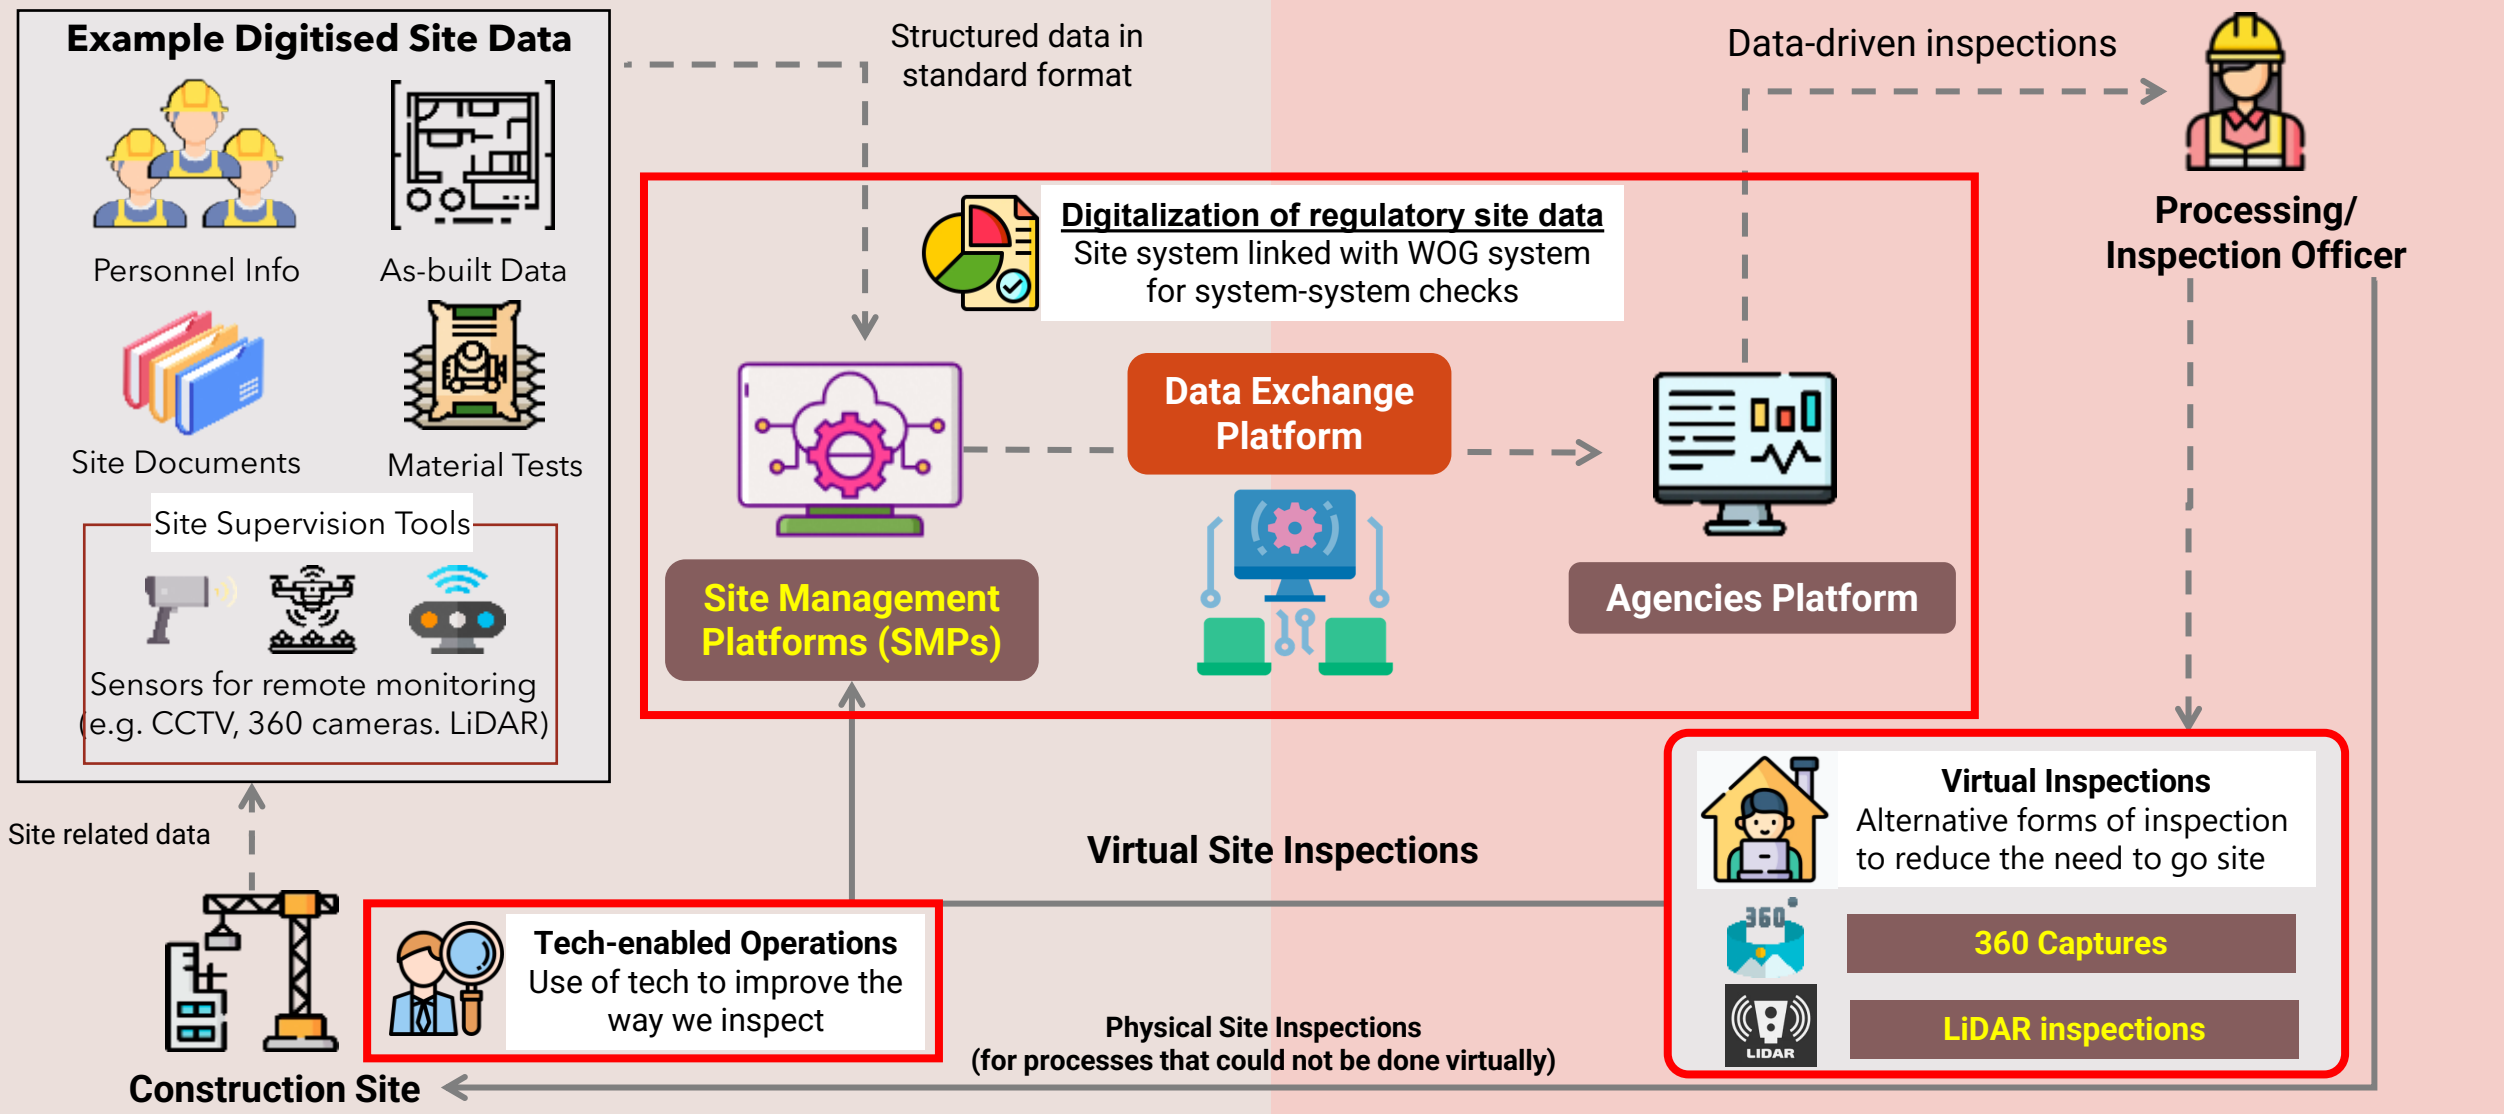 Example Digitised Site Data
Personnel Info
As-built Data
Site Documents
Material Tests
Site Supervision Tools
Sensors for remote monitoring
(e.g. CCTV, 360 cameras. LiDAR)
Site related data
Construction Site
Structured data in
standard format
Digitalization of regulatory site data
Site system linked with WOG system
for system-system checks
Data Exchange
Platform
Site Management
Platforms (SMPs)
Agencies Platform
Data-driven inspections
Processing/
Inspection Officer
Virtual Site Inspections
Tech-enabled Operations
Use of tech to improve the
way we inspect
Physical Site Inspections
(for processes that could not be done virtually)
Virtual Inspections
Alternative forms of inspection
to reduce the need to go site
360°
360 Captures
LiDAR
LiDAR inspections